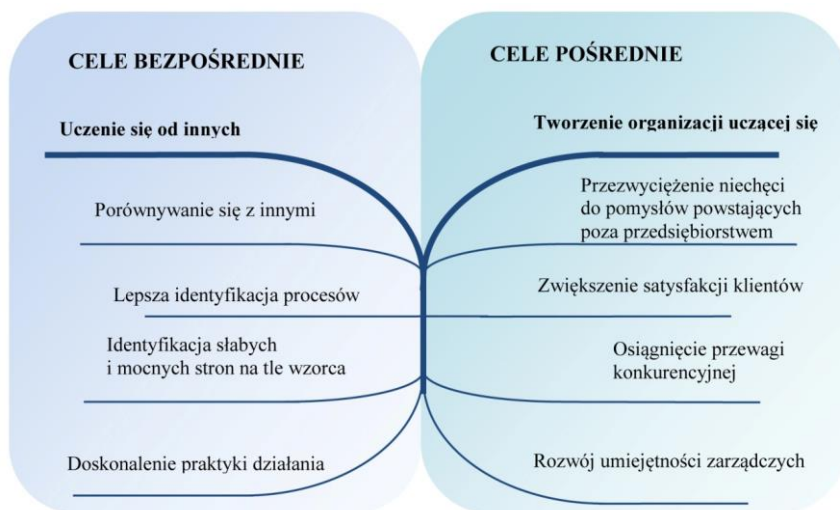 CELE BEZPOŚREDNIE
Uczenie się od innych
Porównywanie się z innymi
Lepsza identyfikacja procesów
Identyfikacja słabych
i mocnych stron na tle wzorca
Doskonalenie praktyki działania
CELE POŚREDNIE
Tworzenie organizacji uczącej się
Przezwyciężenie niechęci
do pomysłów powstających
poza przedsiębiorstwem
Zwiększenie satysfakcji klientów
Osiągnięcie przewagi
konkurencyjnej
Rozwój umiejętności zarządczych